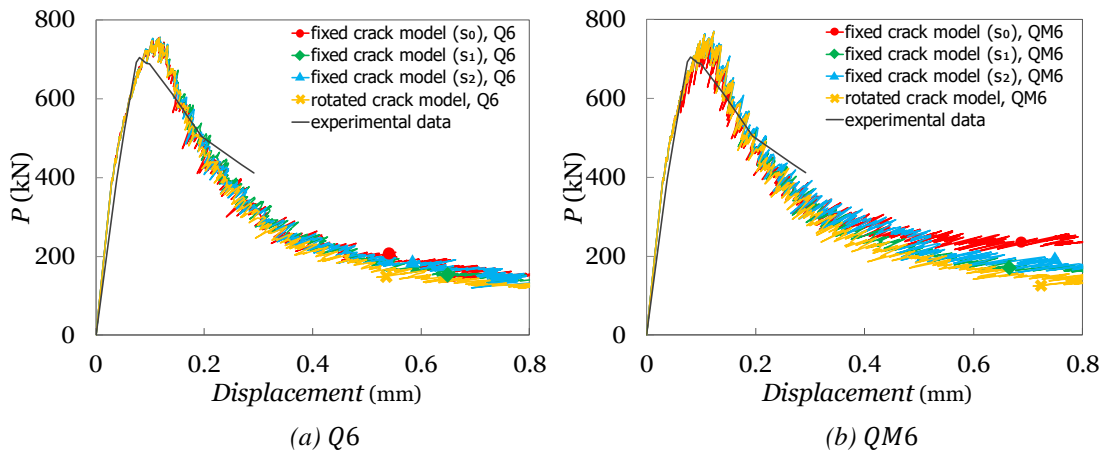 800
600
400
200
0
P (kN)
0
0.2
0.4
0.6
0.8
Displacement (mm)
fixed crack model (s₀), Q6
fixed crack model (s₁), Q6
fixed crack model (s₂), Q6
rotated crack model, Q6
experimental data
(a) Q6
800
600
400
200
0
P (kN)
0
0.2
0.4
0.6
0.8
Displacement (mm)
fixed crack model (s₀), QM6
fixed crack model (s₁), QM6
fixed crack model (s₂), QM6
rotated crack model, QM6
experimental data
(b) QM6